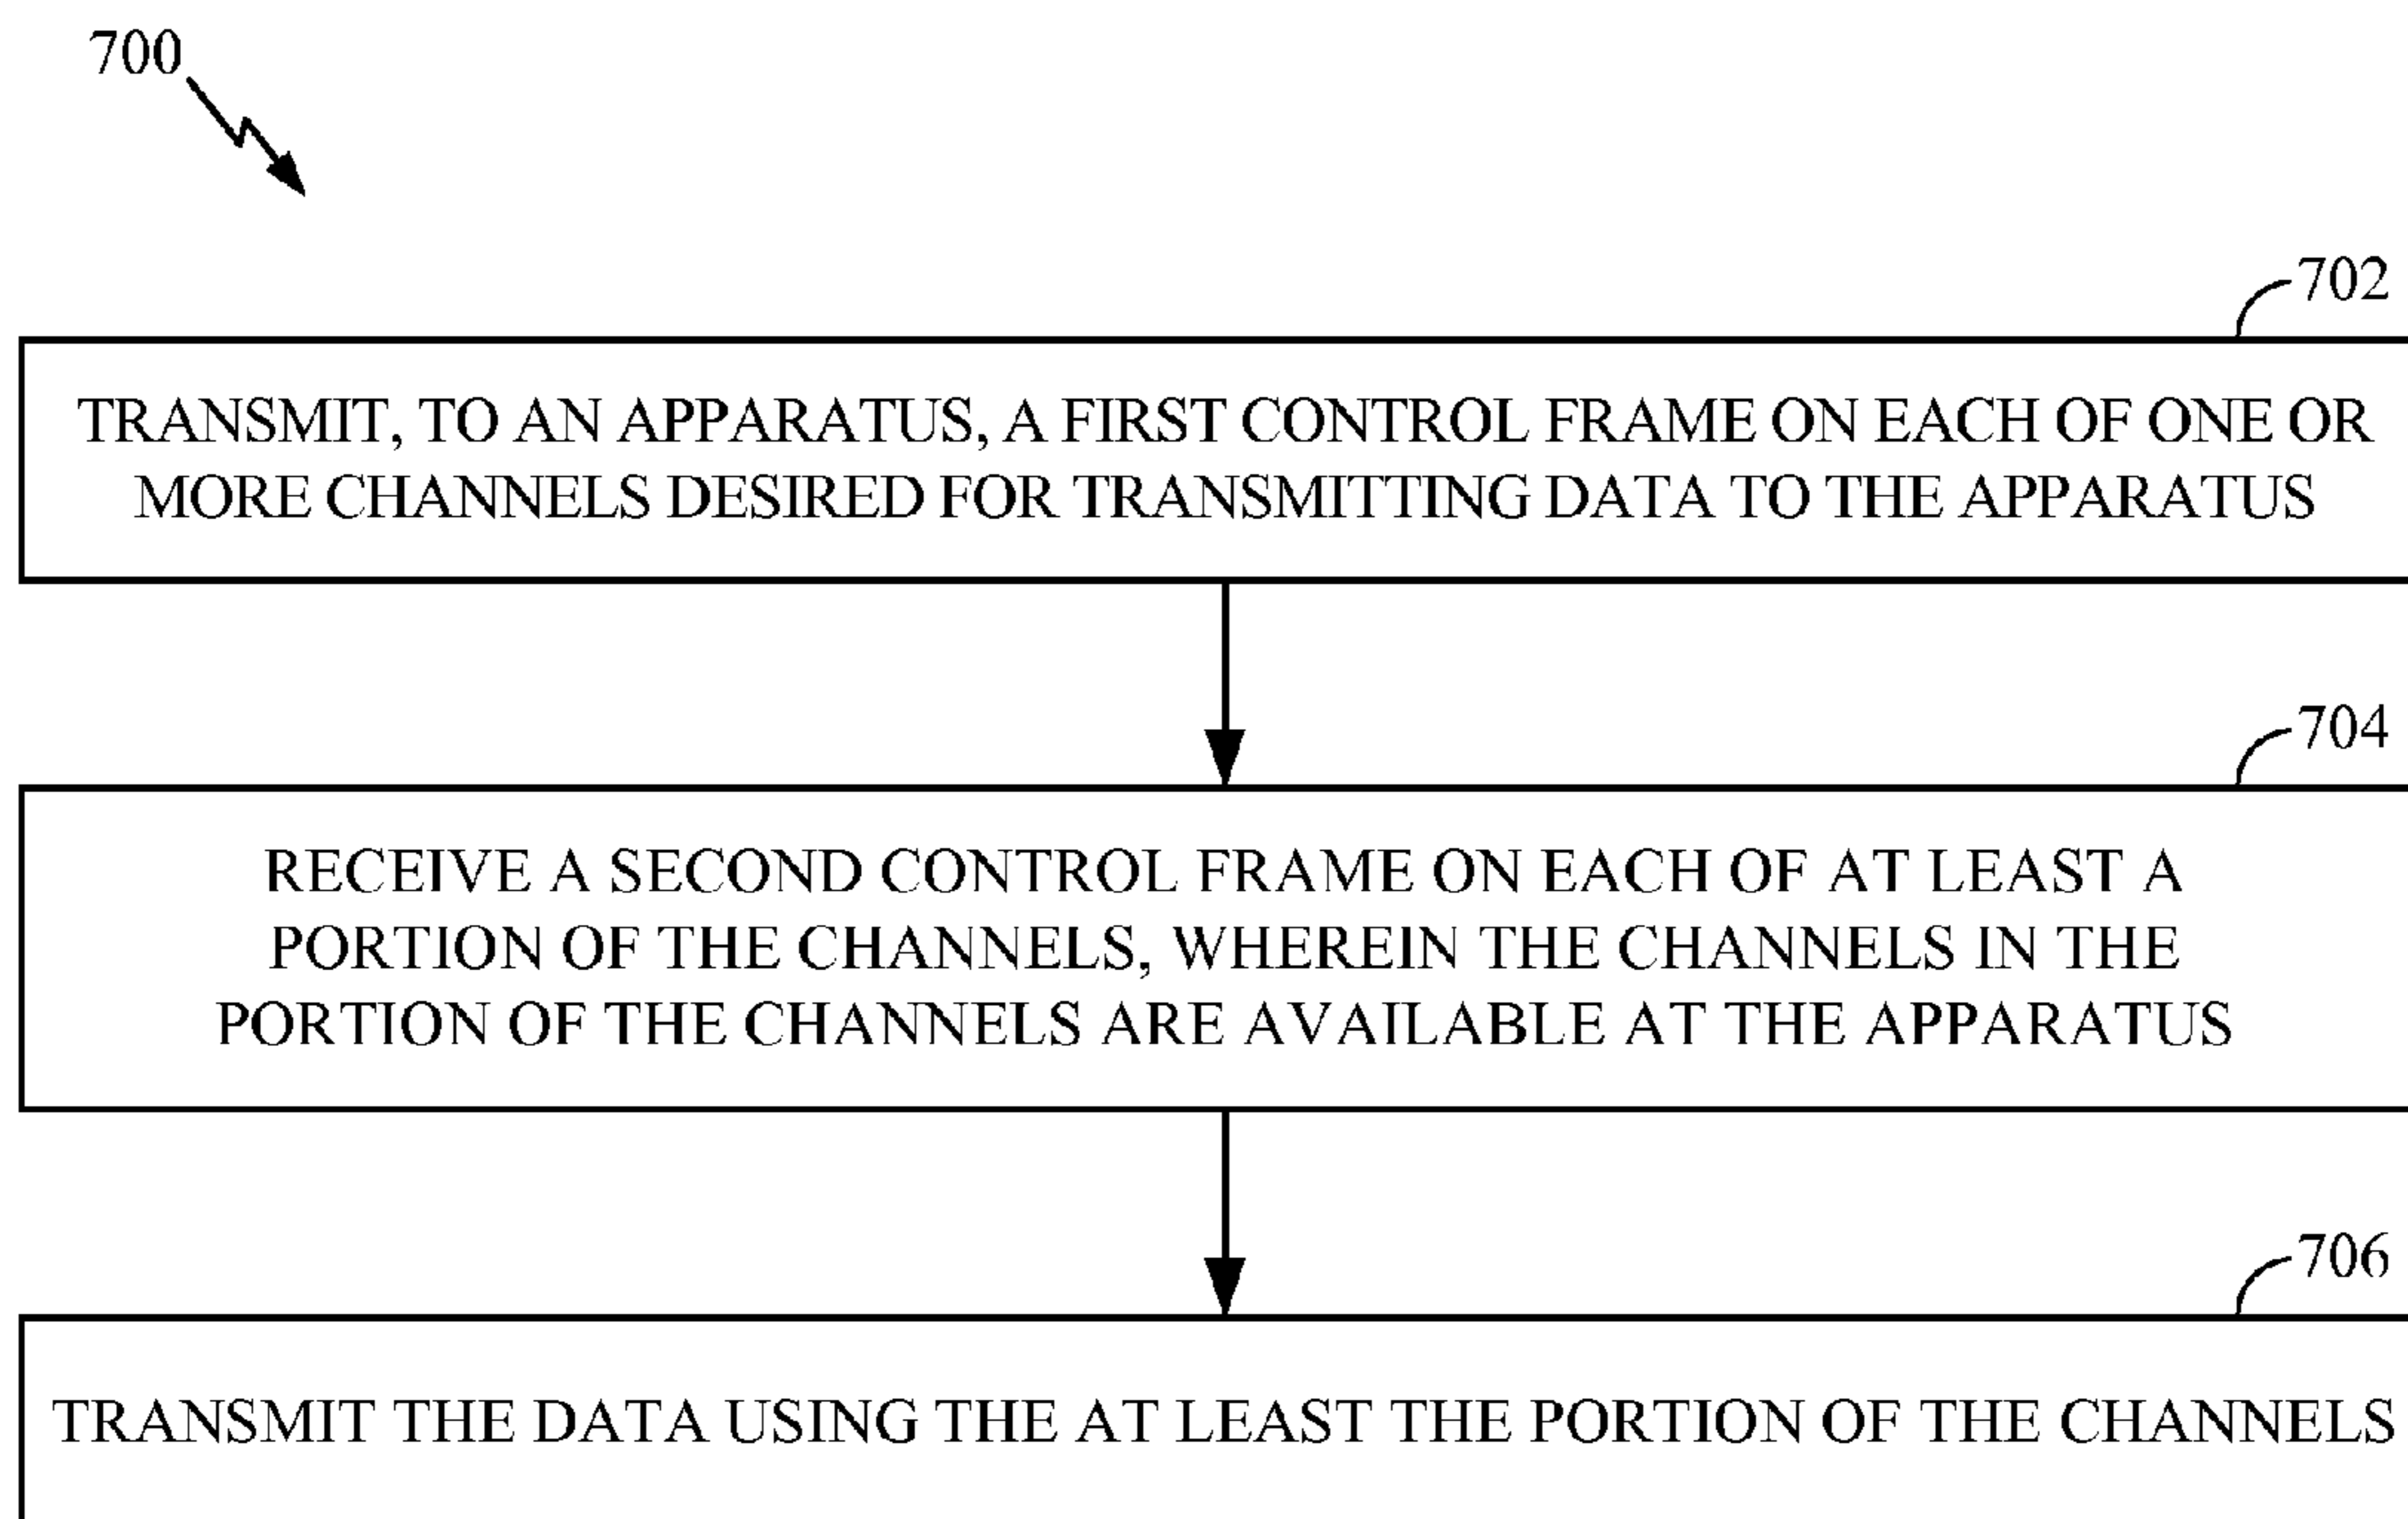 700
702
TRANSMIT, TO AN APPARATUS, A FIRST CONTROL FRAME ON EACH OF ONE OR
MORE CHANNELS DESIRED FOR TRANSMITTING DATA TO THE APPARATUS
704
RECEIVE A SECOND CONTROL FRAME ON EACH OF AT LEAST A
PORTION OF THE CHANNELS, WHEREIN THE CHANNELS IN THE
PORTION OF THE CHANNELS ARE AVAILABLE AT THE APPARATUS
706
TRANSMIT THE DATA USING THE AT LEAST THE PORTION OF THE CHANNELS